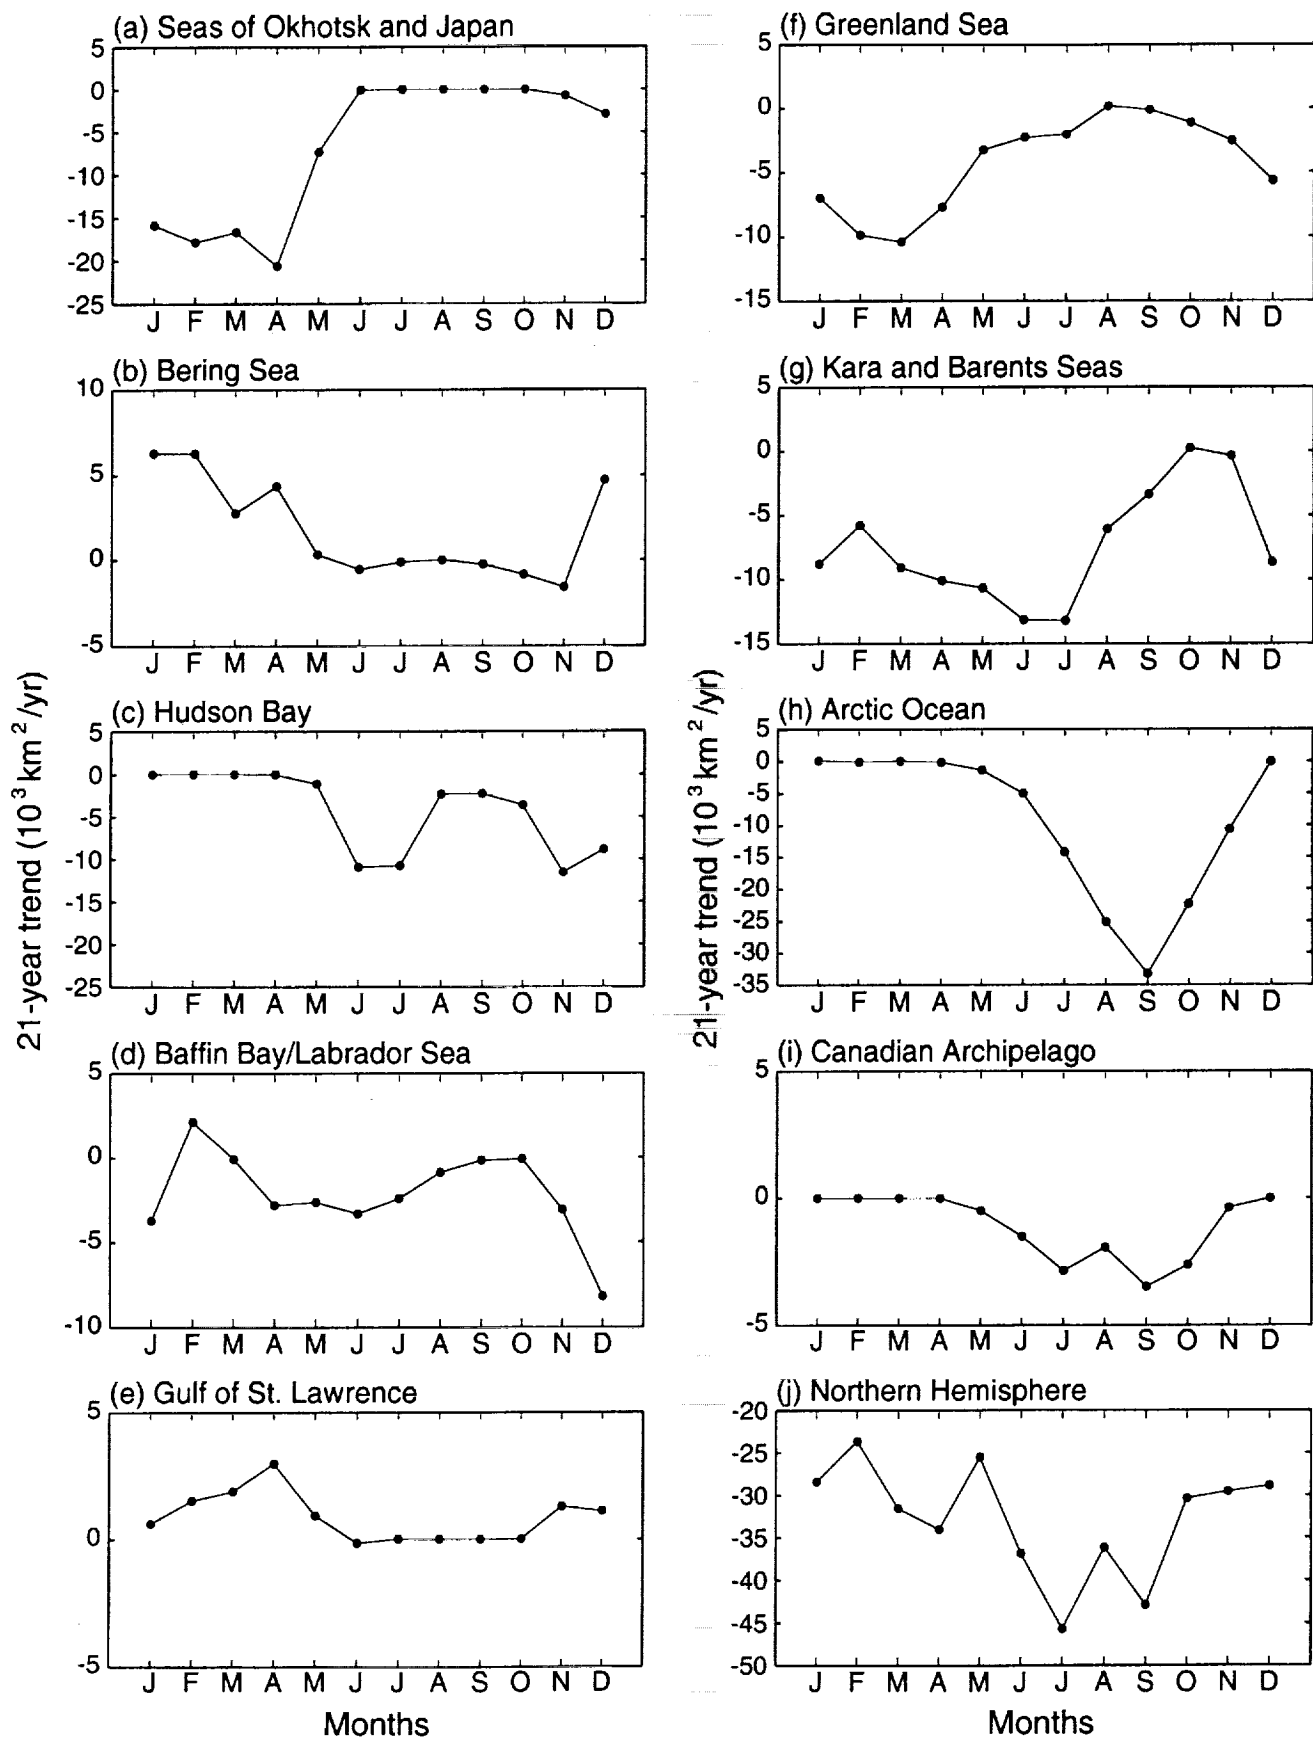 (a) Seas of Okhotsk and Japan
5
0
-5
-10
-15
-20
-25
J F M A M J J A S O N D
(b) Bering Sea
10
5
0
-5
J F M A M J J A S O N D
(c) Hudson Bay
5
0
-5
-10
-15
-20
-25
J F M A M J J A S O N D
(d) Baffin Bay/Labrador Sea
5
0
-5
-10
J F M A M J J A S O N D
(e) Gulf of St. Lawrence
5
0
-5
J F M A M J J A S O N D
Months
21-year trend (10³ km²/yr)
(f) Greenland Sea
5
0
-5
-10
-15
J F M A M J J A S O N D
(g) Kara and Barents Seas
5
0
-5
-10
-15
J F M A M J J A S O N D
(h) Arctic Ocean
5
0
-5
-10
-15
-20
-25
-30
-35
J F M A M J J A S O N D
(i) Canadian Archipelago
5
0
-5
J F M A M J J A S O N D
(j) Northern Hemisphere
-20
-25
-30
-35
-40
-45
-50
J F M A M J J A S O N D
Months
21-year trend (10³ km²/yr)